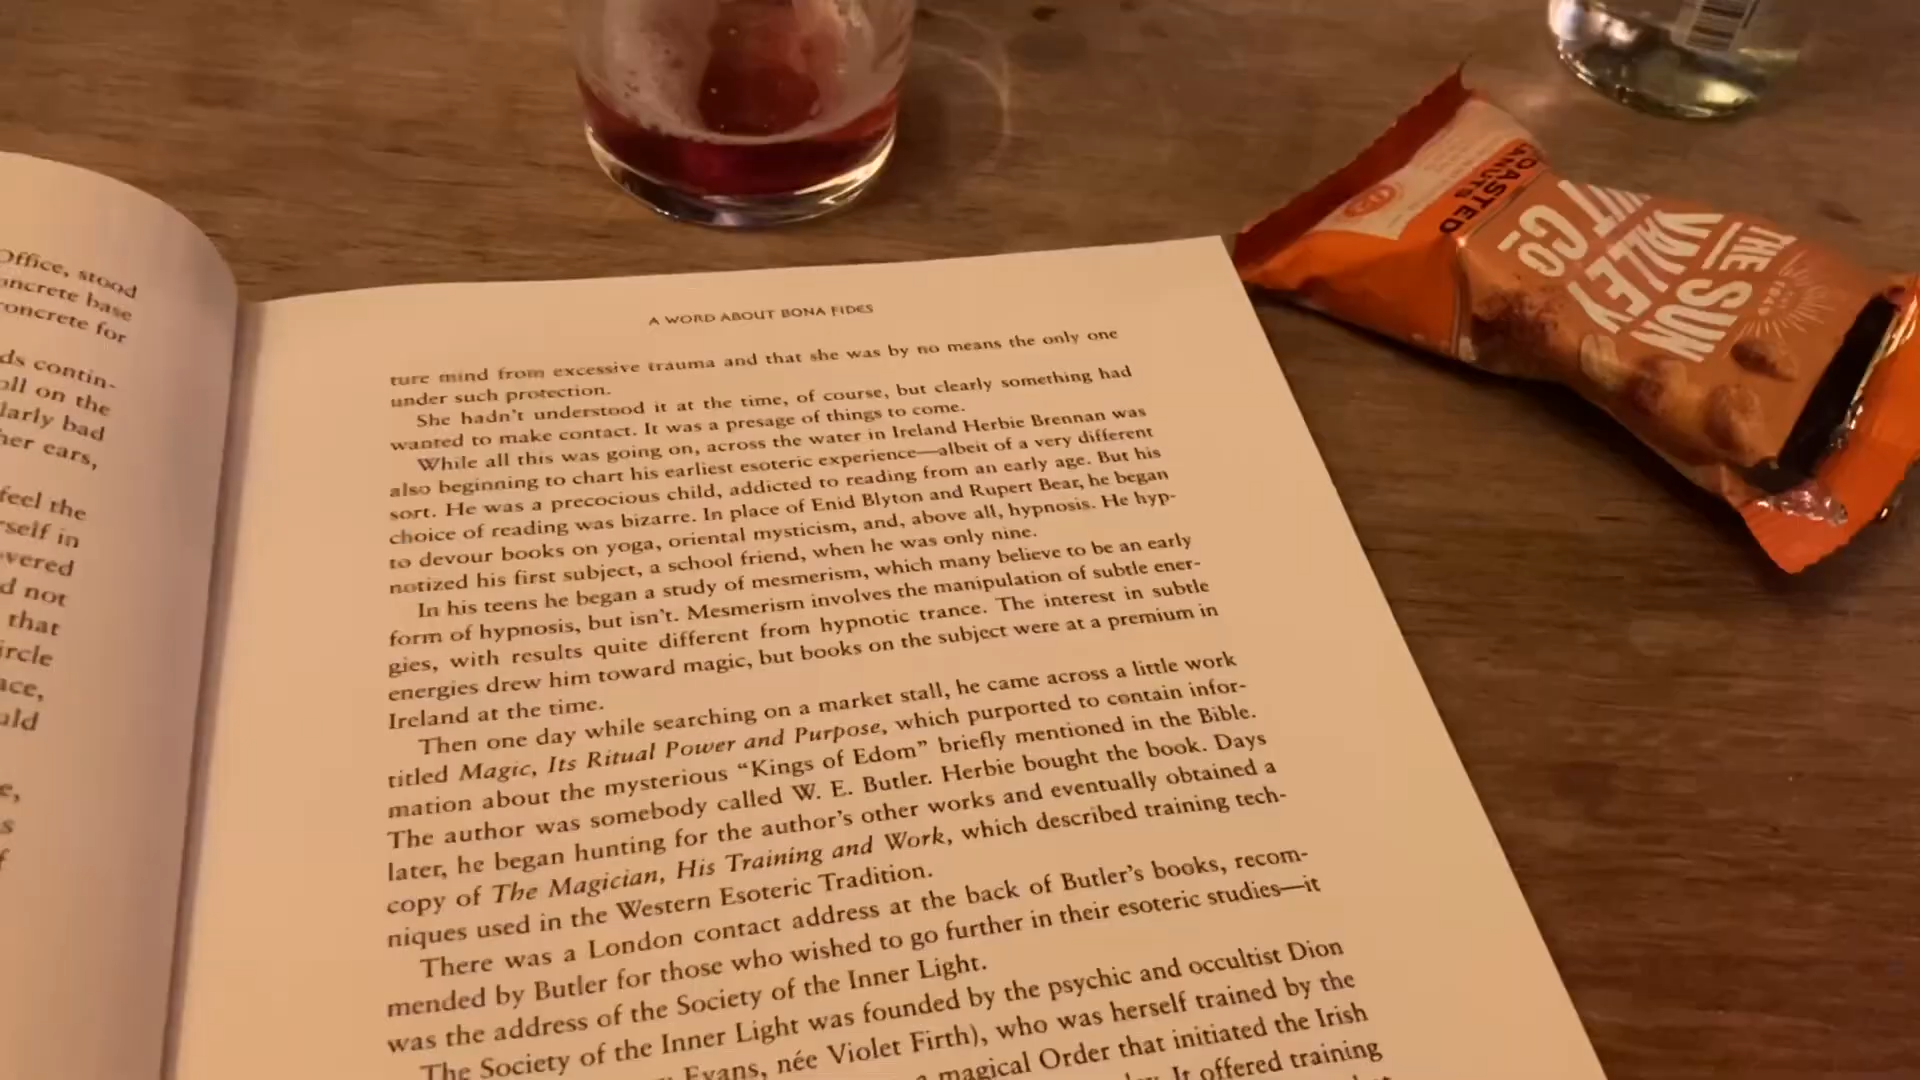 Office, stood
concrete base
concrete for
ds contin-
oll on the
larly bad
her ears,
feel the
rself in
overed
d not
that
ircle
ace,
uld
e,
s
f
A WORD ABOUT BONA FIDES
ture mind from excessive trauma and that she was by no means the only one
under such protection.
She hadn't understood it at the time, of course, but clearly something had
wanted to make contact. It was a presage of things to come.
While all this was going on, across the water in Ireland Herbie Brennan was
also beginning to chart his earliest esoteric experience—albeit of a very different
sort. He was a precocious child, addicted to reading from an early age. But his
choice of reading was bizarre. In place of Enid Blyton and Rupert Bear, he began
to devour books on yoga, oriental mysticism, and, above all, hypnosis. He hyp-
notized his first subject, a school friend, when he was only nine.
In his teens he began a study of mesmerism, which many believe to be an early
form of hypnosis, but isn't. Mesmerism involves the manipulation of subtle ener-
gies, with results quite different from hypnotic trance. The interest in subtle
energies drew him toward magic, but books on the subject were at a premium in
Ireland at the time.
Then one day while searching on a market stall, he came across a little work
titled Magic, Its Ritual Power and Purpose, which purported to contain infor-
mation about the mysterious “Kings of Edom” briefly mentioned in the Bible.
The author was somebody called W. E. Butler. Herbie bought the book. Days
later, he began hunting for the author's other works and eventually obtained a
copy of The Magician, His Training and Work, which described training tech-
niques used in the Western Esoteric Tradition.
There was a London contact address at the back of Butler's books, recom-
mended by Butler for those who wished to go further in their esoteric studies—it
was the address of the Society of the Inner Light.
The Society of the Inner Light was founded by the psychic and occultist Dion
Evans, née Violet Firth), who was herself trained by the
magical Order that initiated the Irish
It offered training
THE SUN
VALLEY
NUT
CO
ROASTED